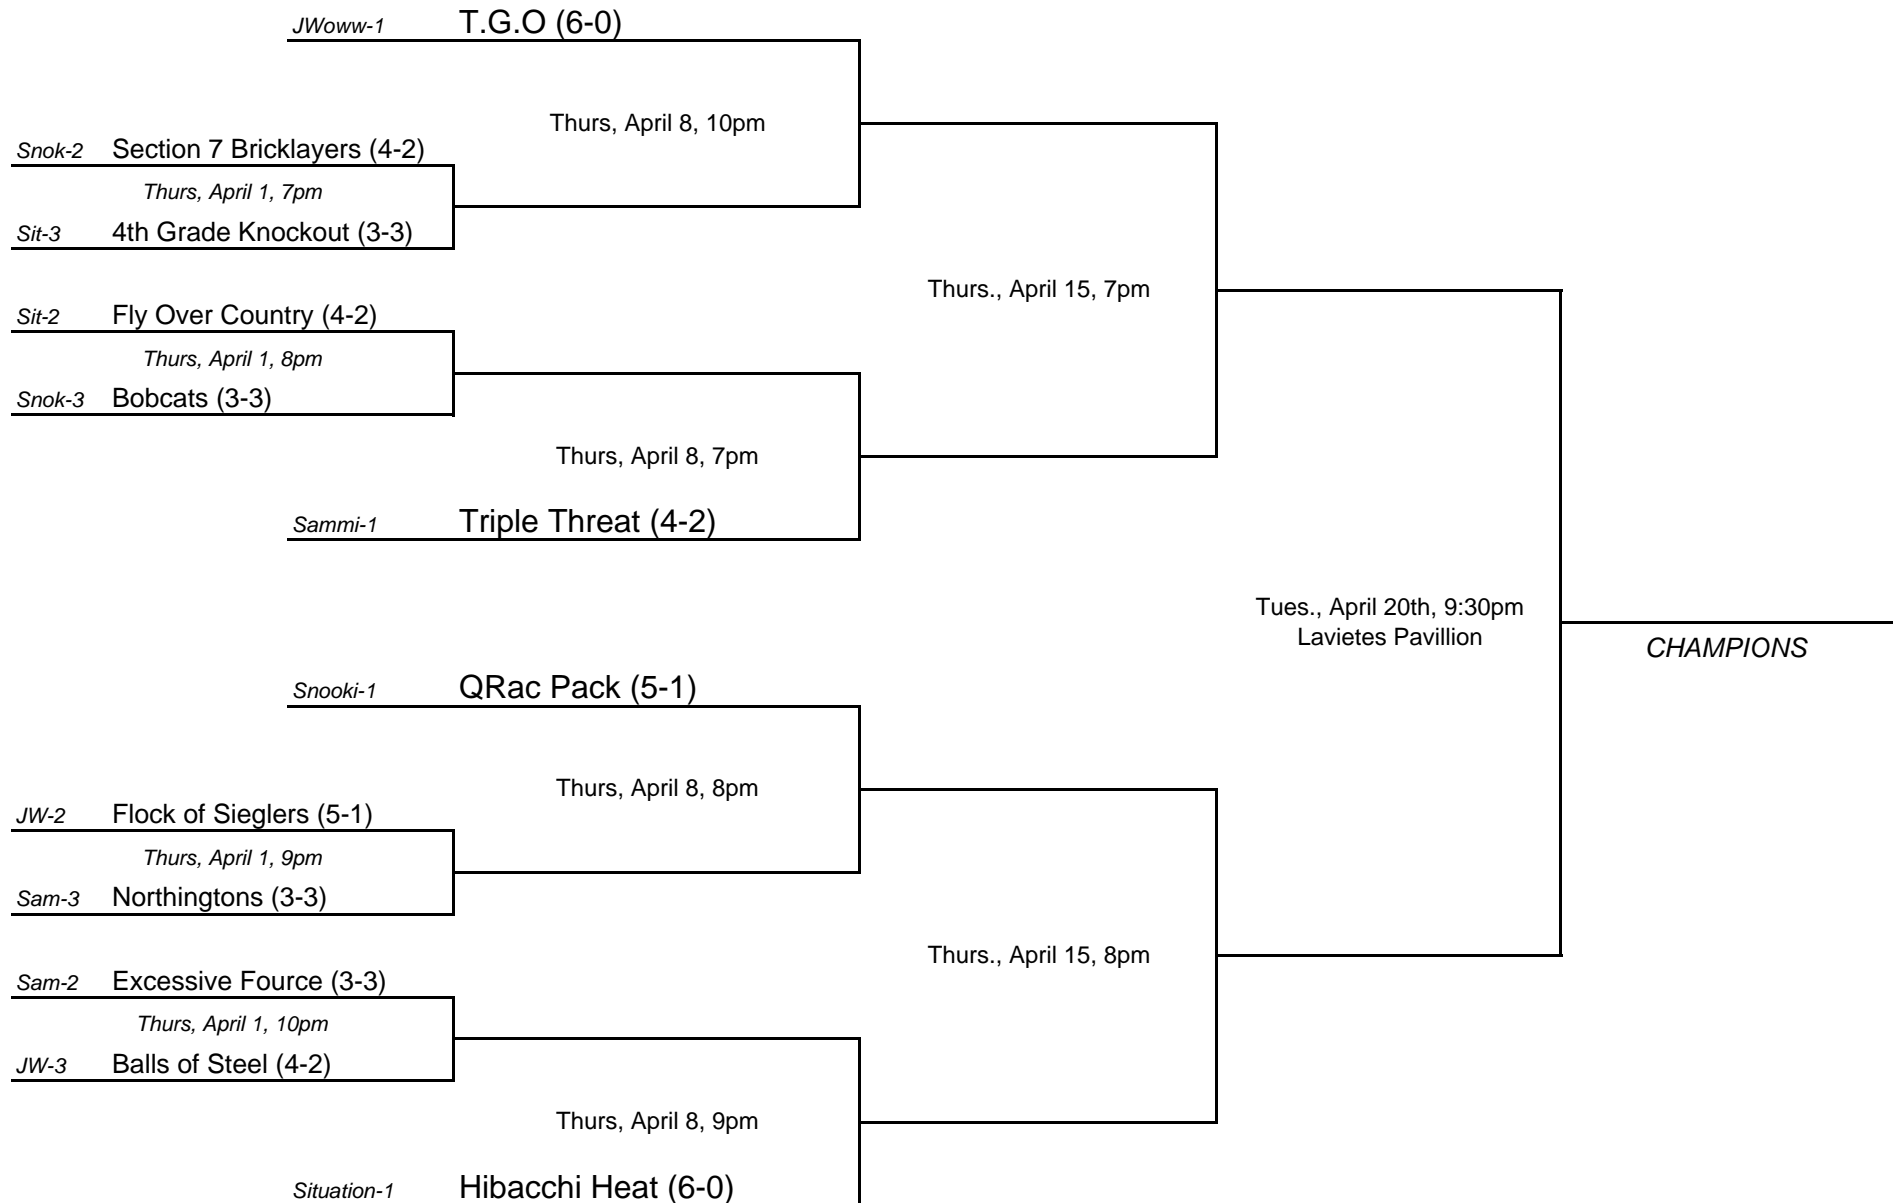 JWoww-1 T.G.O (6-0)
Thurs, April 8, 10pm
Snok-2 Section 7 Bricklayers (4-2)
Thurs, April 1, 7pm
Sit-3 4th Grade Knockout (3-3)
Thurs., April 15, 7pm
Sit-2 Fly Over Country (4-2)
Thurs, April 1, 8pm
Snok-3 Bobcats (3-3)
Thurs, April 8, 7pm
Sammi-1 Triple Threat (4-2)
Tues., April 20th, 9:30pm
Lavietes Pavillion
CHAMPIONS
Snooki-1 QRac Pack (5-1)
Thurs, April 8, 8pm
JW-2 Flock of Sieglers (5-1)
Thurs, April 1, 9pm
Sam-3 Northingtons (3-3)
Thurs., April 15, 8pm
Sam-2 Excessive Fource (3-3)
Thurs, April 1, 10pm
JW-3 Balls of Steel (4-2)
Thurs, April 8, 9pm
Situation-1 Hibacchi Heat (6-0)